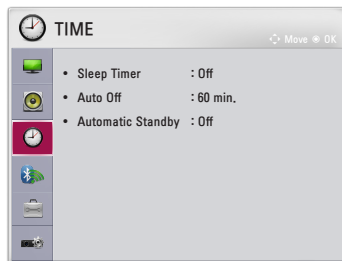 TIME
Move OK
• Sleep Timer : Off
• Auto Off : 60 min.
• Automatic Standby : Off